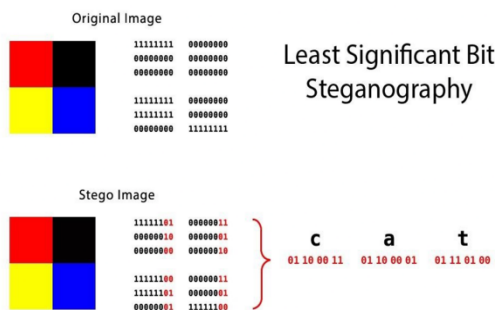 Original Image
Least Significant Bit
Steganography
11111111 00000000
00000000 00000000
00000000 00000000
11111111 00000000
11111111 00000000
00000000 11111111
Stego Image
11111101 00000011
00000010 00000001
00000000 00000010
11111100 00000011
11111101 00000001
00000001 11111100
c a t
01 10 00 11 01 10 00 01 01 11 01 00